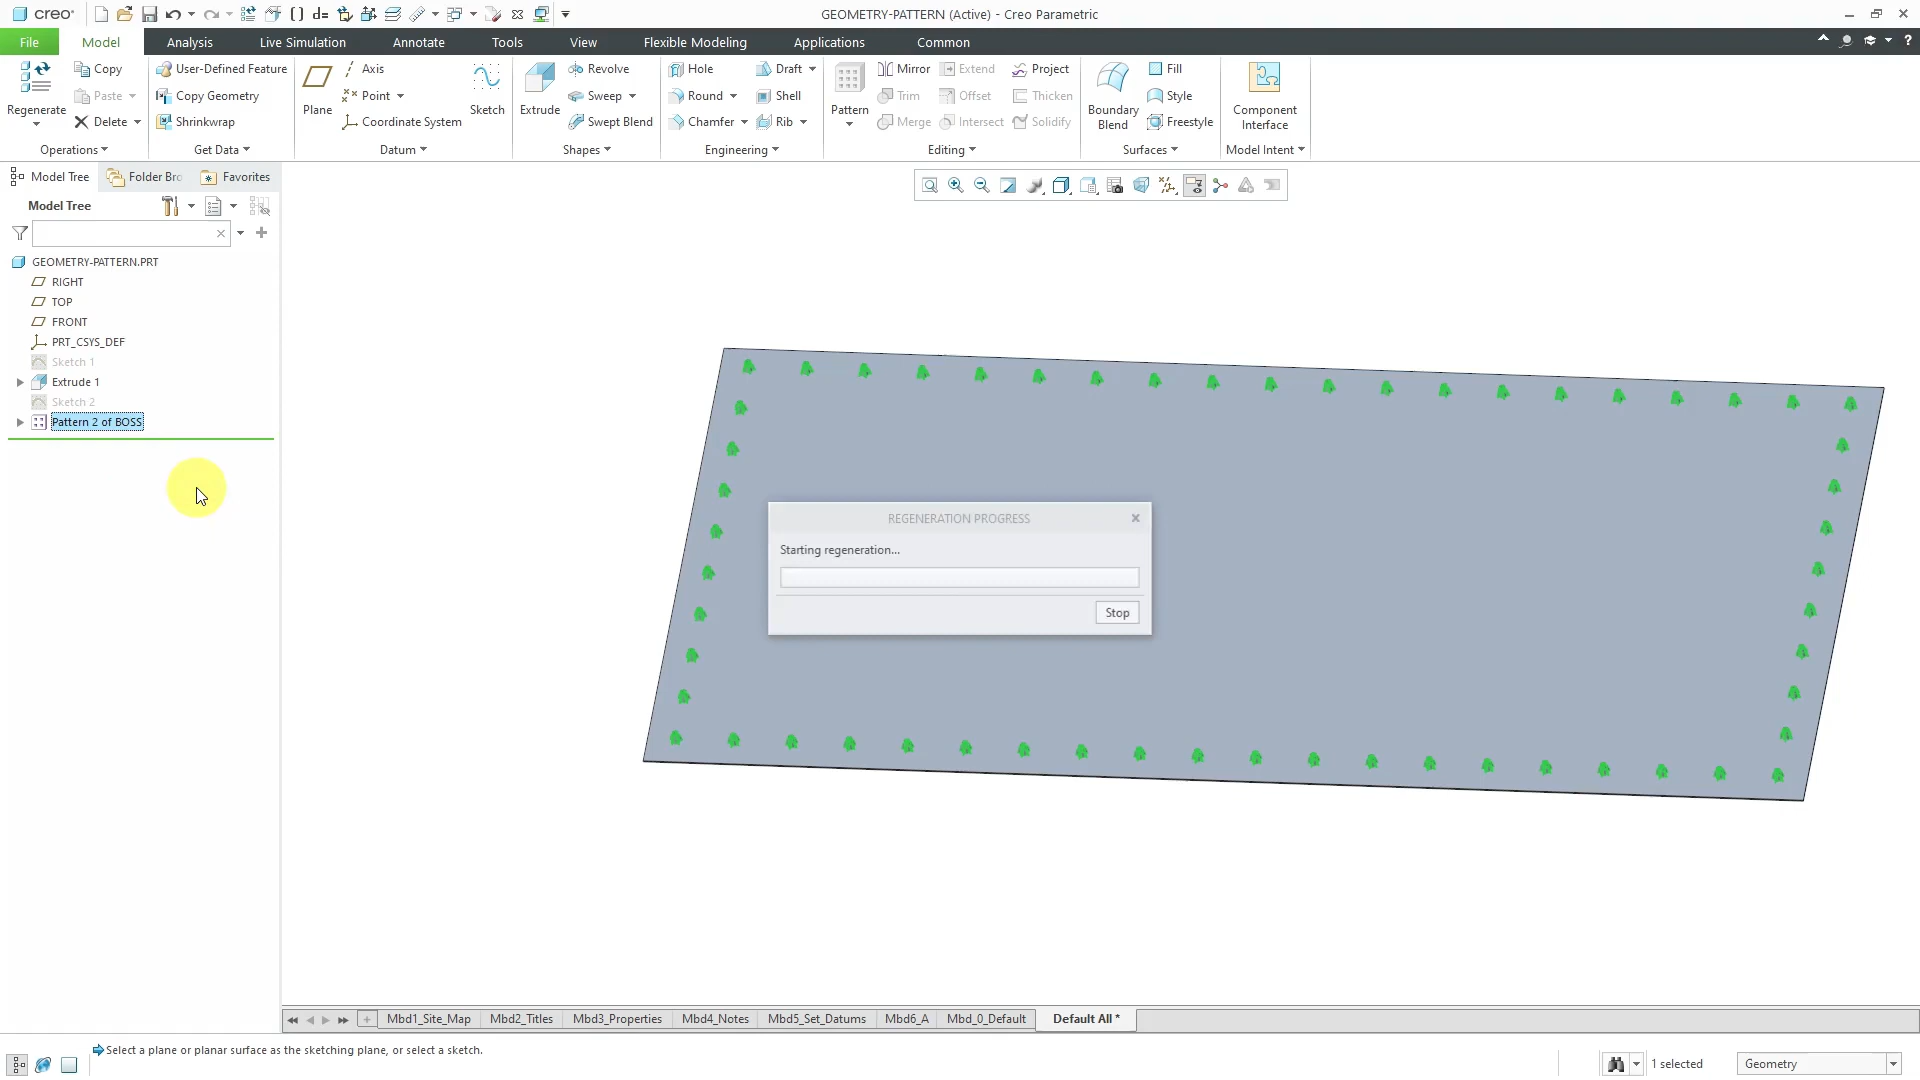 creo
GEOMETRY-PATTERN (Active) - Creo Parametric
File
Model
Analysis
Live Simulation
Annotate
Tools
View
Flexible Modeling
Applications
Common
Regenerate
Copy
Paste
Delete
Operations
User-Defined Feature
Copy Geometry
Shrinkwrap
Get Data
Plane
Axis
Point
Coordinate System
Sketch
Datum
Extrude
Revolve
Sweep
Swept Blend
Shapes
Hole
Round
Chamfer
Draft
Shell
Rib
Engineering
Pattern
Mirror
Trim
Merge
Extend
Offset
Intersect
Project
Thicken
Solidify
Editing
Boundary
Blend
Fill
Style
Freestyle
Surfaces
Component
Interface
Model Intent
Model Tree
Folder Bro
Favorites
Model Tree
GEOMETRY-PATTERN.PRT
RIGHT
TOP
FRONT
PRT_CSYS_DEF
Sketch 1
Extrude 1
Sketch 2
Pattern 2 of BOSS
REGENERATION PROGRESS
Starting regeneration...
Stop
Mbd1_Site_Map
Mbd2_Titles
Mbd3_Properties
Mbd4_Notes
Mbd5_Set_Datums
Mbd6_A
Mbd_0_Default
Default All *
Select a plane or planar surface as the sketching plane, or select a sketch.
1 selected
Geometry